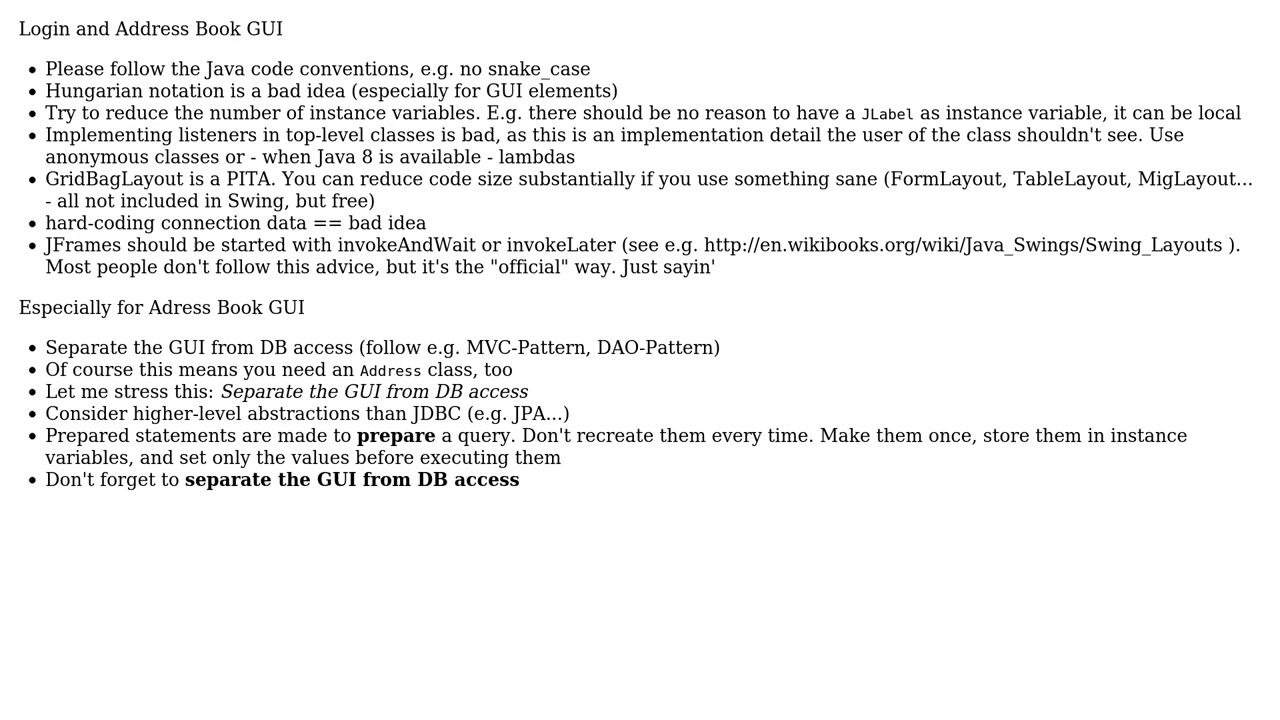 Login and Address Book GUI
• Please follow the Java code conventions, e.g. no snake_case
• Hungarian notation is a bad idea (especially for GUI elements)
• Try to reduce the number of instance variables. E.g. there should be no reason to have a JLabel as instance variable, it can be local
• Implementing listeners in top-level classes is bad, as this is an implementation detail the user of the class shouldn't see. Use
anonymous classes or - when Java 8 is available - lambdas
• GridBagLayout is a PITA. You can reduce code size substantially if you use something sane (FormLayout, TableLayout, MigLayout...
- all not included in Swing, but free)
• hard-coding connection data == bad idea
• JFrames should be started with invokeAndWait or invokeLater (see e.g. http://en.wikibooks.org/wiki/Java_Swings/Swing_Layouts ).
Most people don't follow this advice, but it's the "official" way. Just sayin'
Especially for Adress Book GUI
• Separate the GUI from DB access (follow e.g. MVC-Pattern, DAO-Pattern)
• Of course this means you need an Address class, too
• Let me stress this: Separate the GUI from DB access
• Consider higher-level abstractions than JDBC (e.g. JPA...)
• Prepared statements are made to prepare a query. Don't recreate them every time. Make them once, store them in instance
variables, and set only the values before executing them
• Don't forget to separate the GUI from DB access